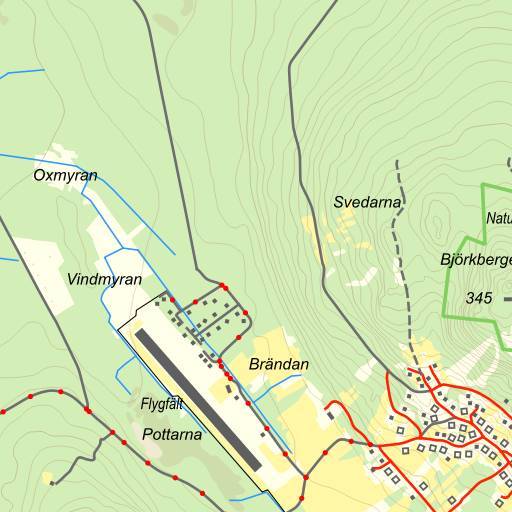 Oxmyran
Svedarna
Natu
Björkberge
Vindmyran
345
Brändan
Flygfält
Pottarna